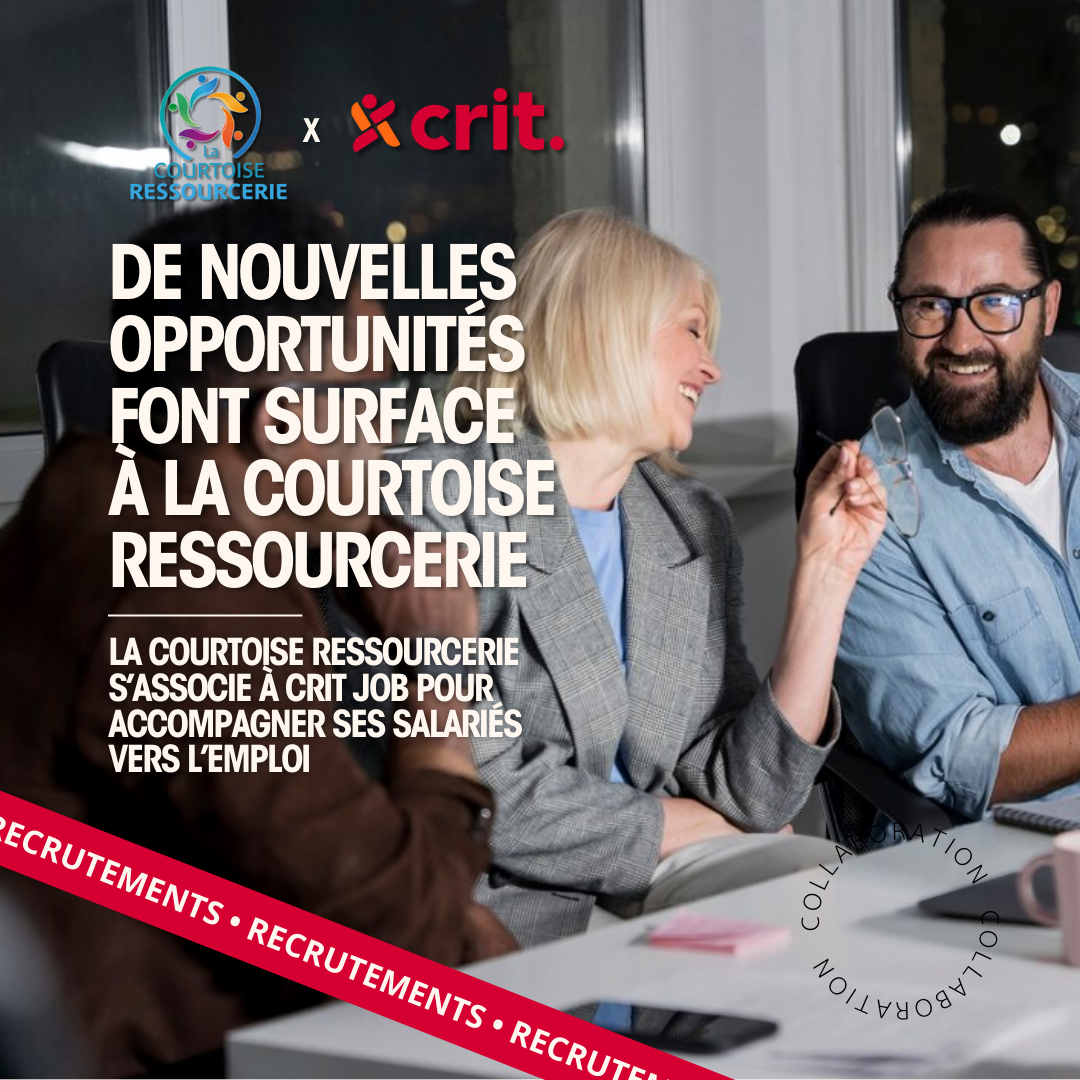 La
COURTOISE
RESSOURCERIE
x
crit.
DE NOUVELLES
OPPORTUNITÉS
FONT SURFACE
À LA COURTOISE
RESSOURCERIE
LA COURTOISE RESSOURCERIE
S'ASSOCIE À CRIT JOB POUR
ACCOMPAGNER SES SALARIÉS
VERS L'EMPLOI
RECRUTEMENTS • RECRUTEMENTS • RECRUTEM
COLLABORATION COLLABORATION